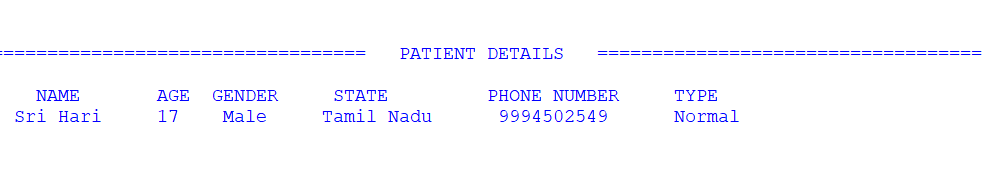 ================================== PATIENT DETAILS ===================================
NAME AGE GENDER STATE PHONE NUMBER TYPE
Sri Hari 17 Male Tamil Nadu 9994502549 Normal